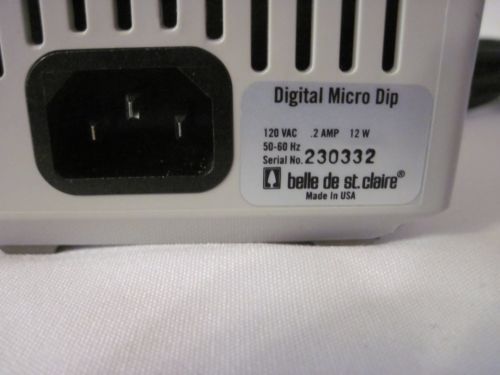 Digital Micro Dip
120 VAC .2 AMP 12 W
50-60 Hz
Serial No. 230332
belle de st.claire®
Made in USA